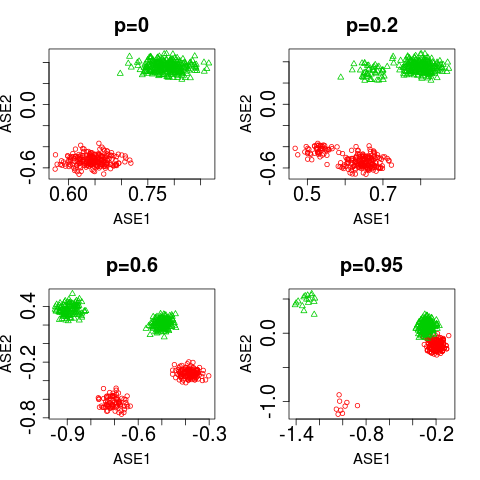 p=0
ASE2
0.0
-0.6
0.60 0.75
ASE1
p=0.2
ASE2
0.0
-0.6
0.5 0.7
ASE1
p=0.6
ASE2
0.4
-0.2
-0.8
-0.9 -0.6 -0.3
ASE1
p=0.95
ASE2
0.0
-1.0
-1.4 -0.8 -0.2
ASE1